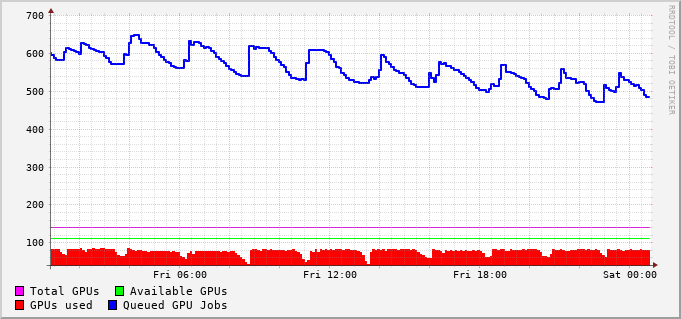 700
600
500
400
300
200
100
Fri 06:00 Fri 12:00 Fri 18:00 Sat 00:00
Total GPUs Available GPUs
GPUs used Queued GPU Jobs
RRDTOOL / TOBI OETIKER